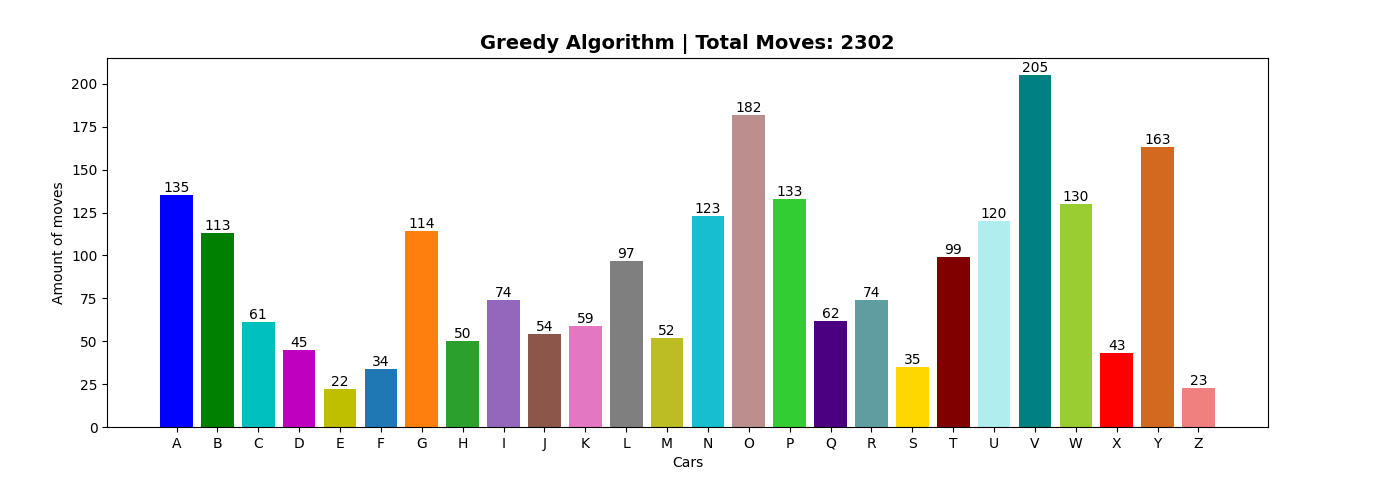 Greedy Algorithm | Total Moves: 2302
Amount of moves
200
175
150
125
100
75
50
25
0
135 113 61 45 22 34 114 50 74 54 59 97 52 123 182 133 62 74 35 99 120 205 130 43 163 23
A B C D E F G H I J K L M N O P Q R S T U V W X Y Z
Cars